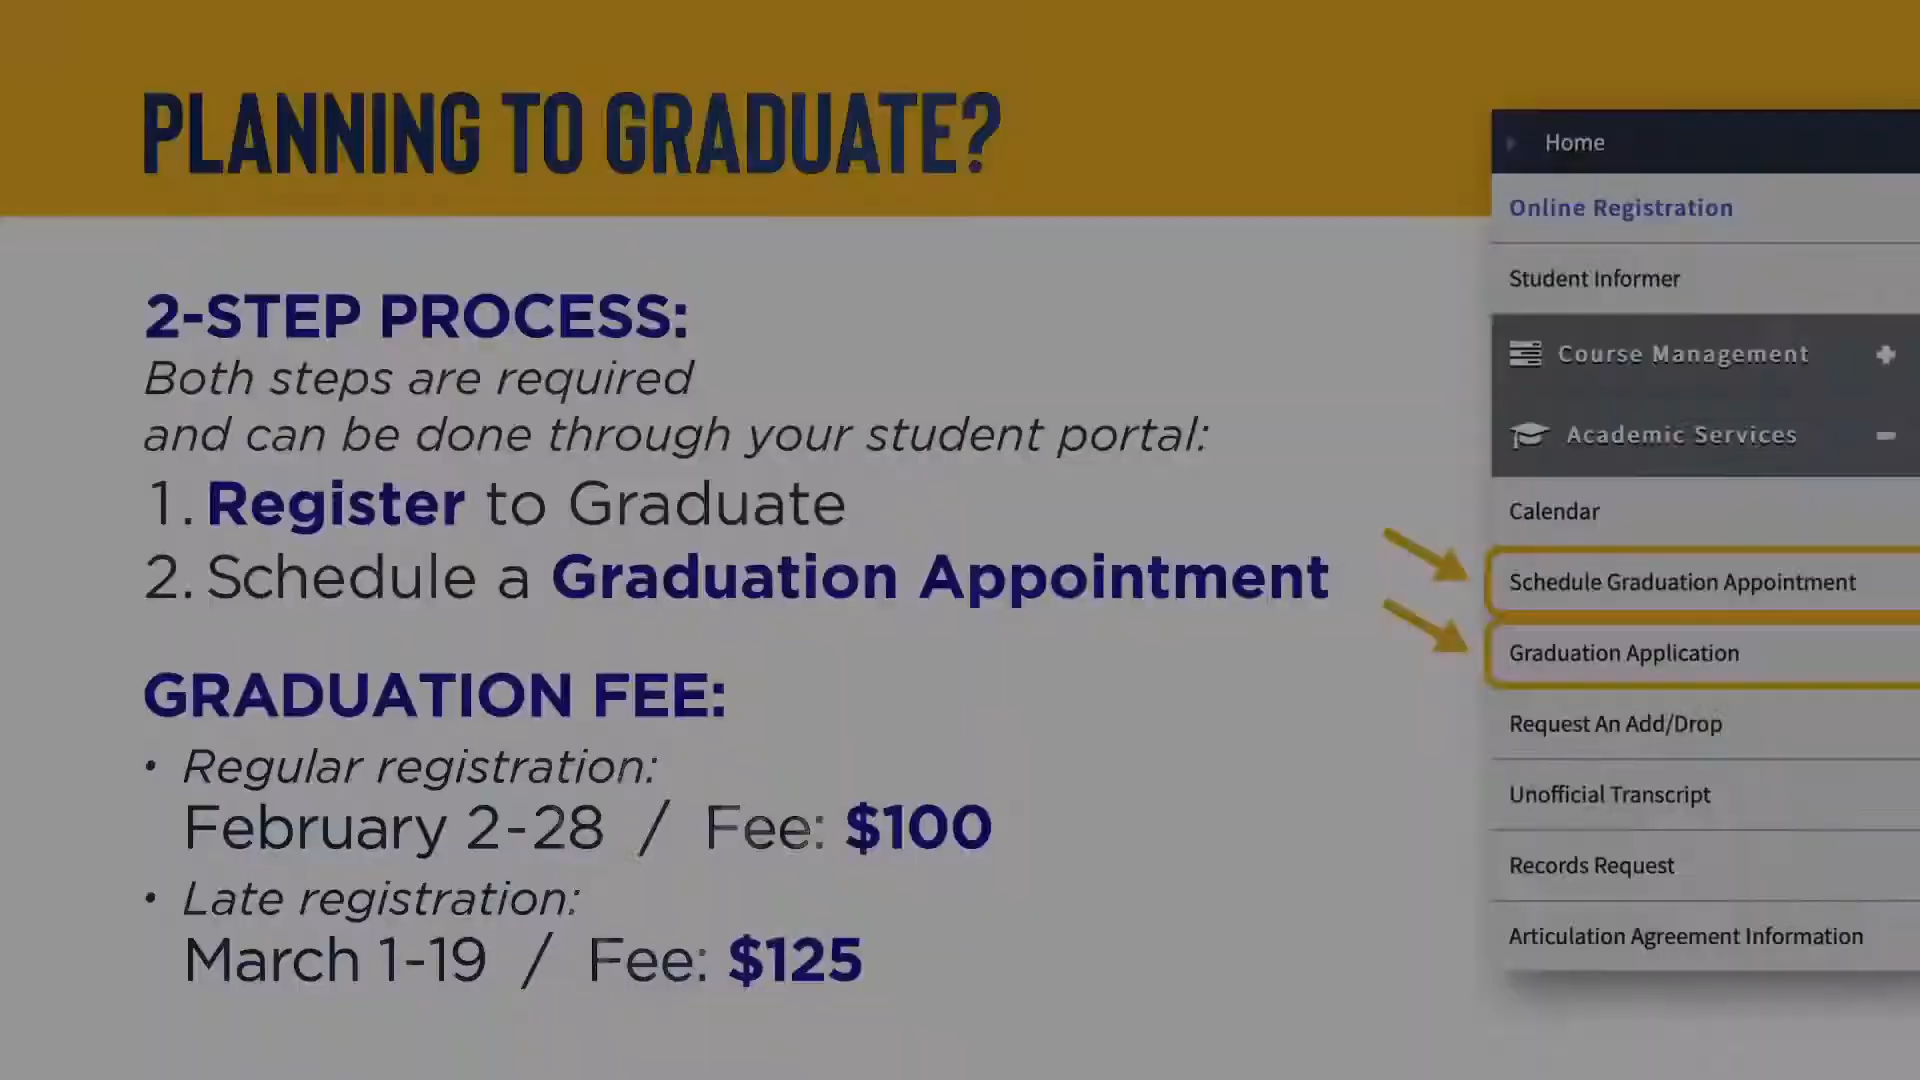 PLANNING TO GRADUATE?
2-STEP PROCESS:
Both steps are required
and can be done through your student portal:
1. Register to Graduate
2. Schedule a Graduation Appointment
GRADUATION FEE:
• Regular registration:
February 2-28 / Fee: $100
• Late registration:
March 1-19 / Fee: $125
Home
Online Registration
Student Informer
Course Management
Academic Services
Calendar
Schedule Graduation Appointment
Graduation Application
Request An Add/Drop
Unofficial Transcript
Records Request
Articulation Agreement Information